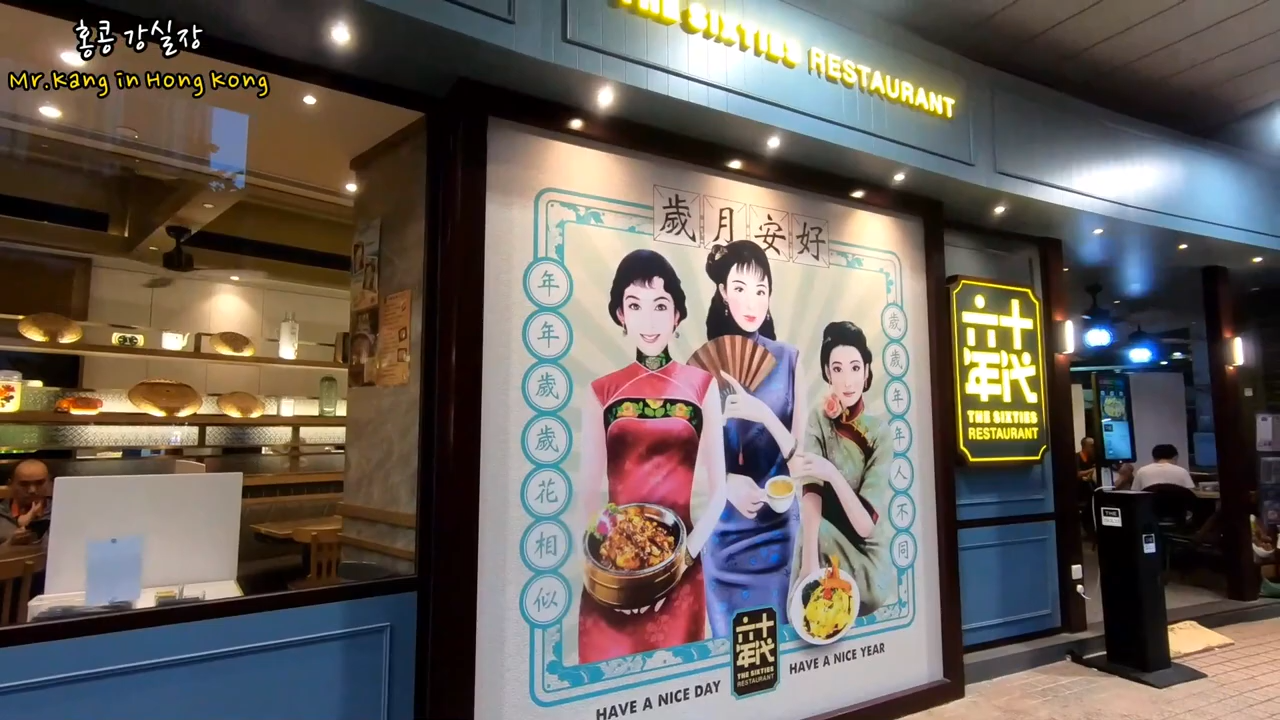 홍콩 강실장
Mr.Kang in Hong Kong
THE SIXTIES RESTAURANT
歲月安好
年年歲歲花相似
歲歲年年人不同
六十
年代
THE SIXTIES
RESTAURANT
六十
年代
THE SIXTIES
RESTAURANT
HAVE A NICE DAY
HAVE A NICE YEAR